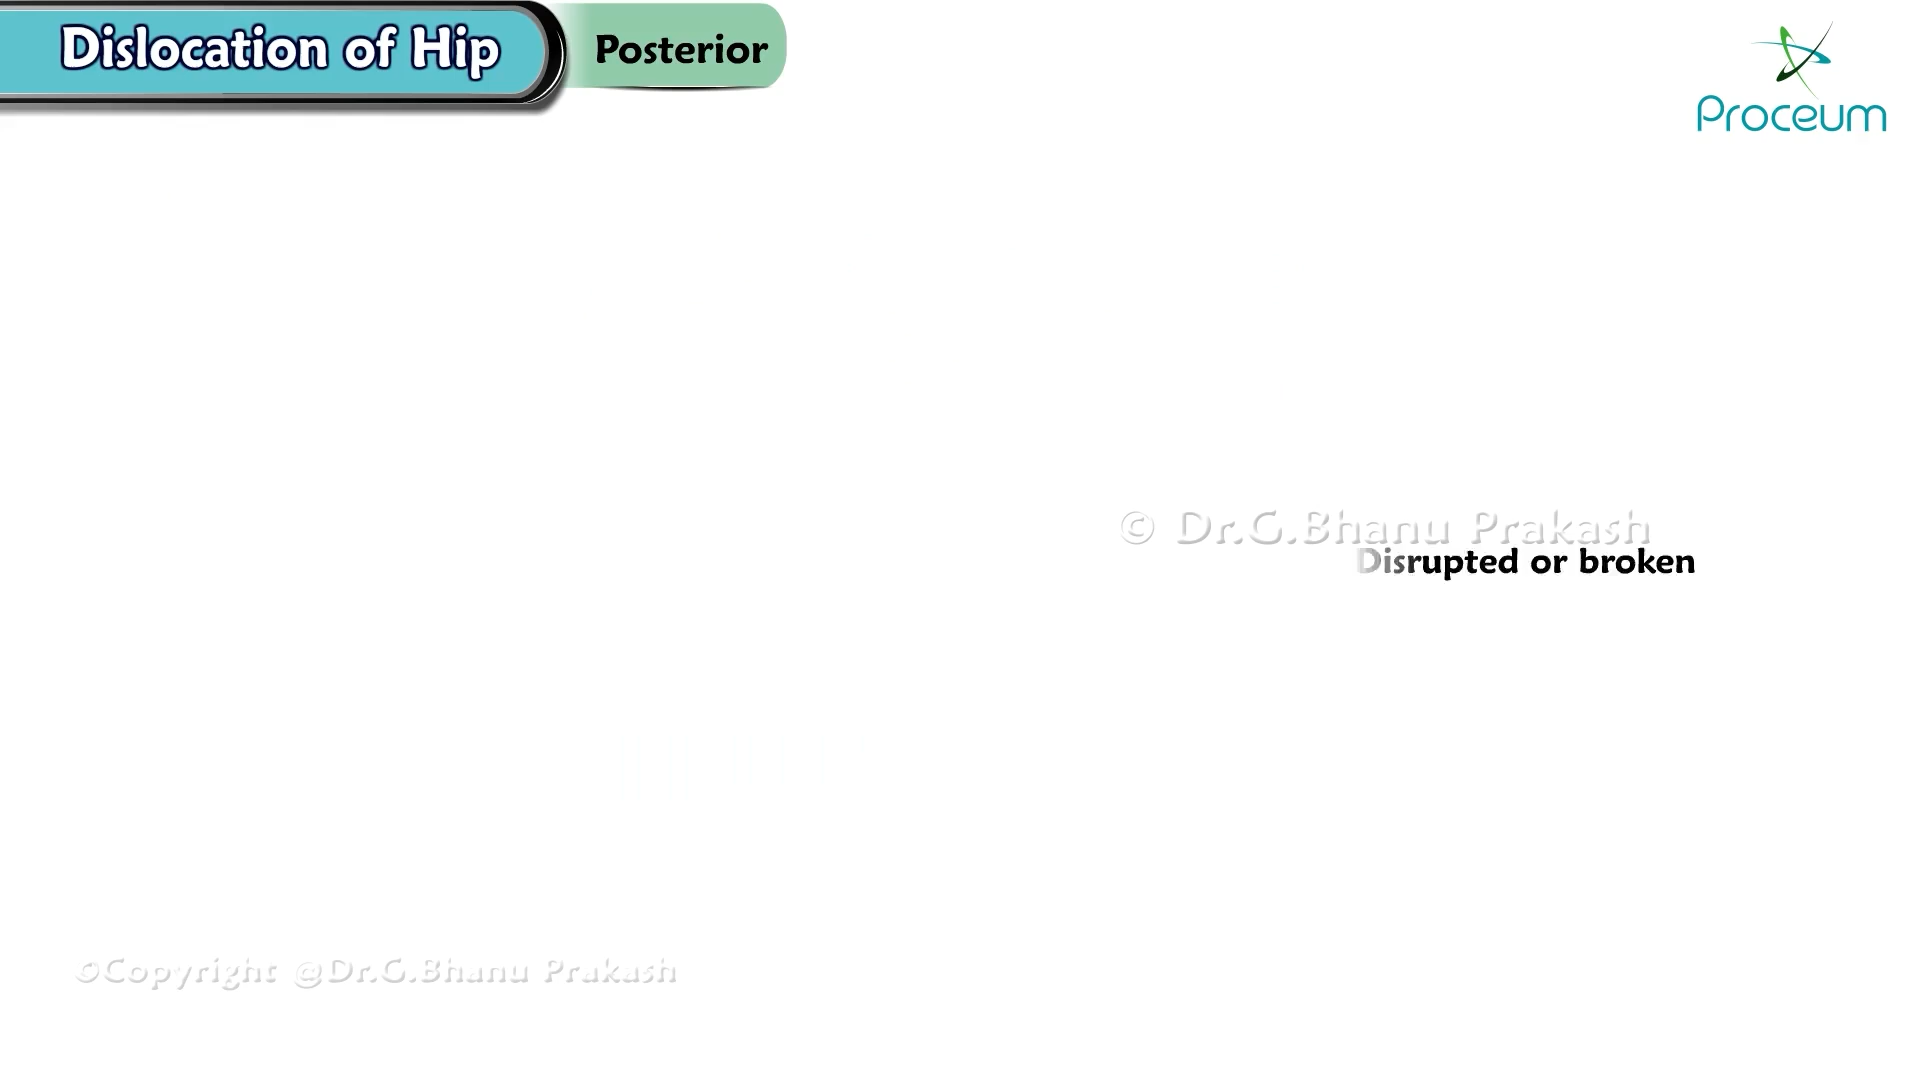 Dislocation of Hip
Posterior
Proceum
© Dr.G.Bhanu Prakash
Disrupted or broken
©Copyright @Dr.G.Bhanu Prakash